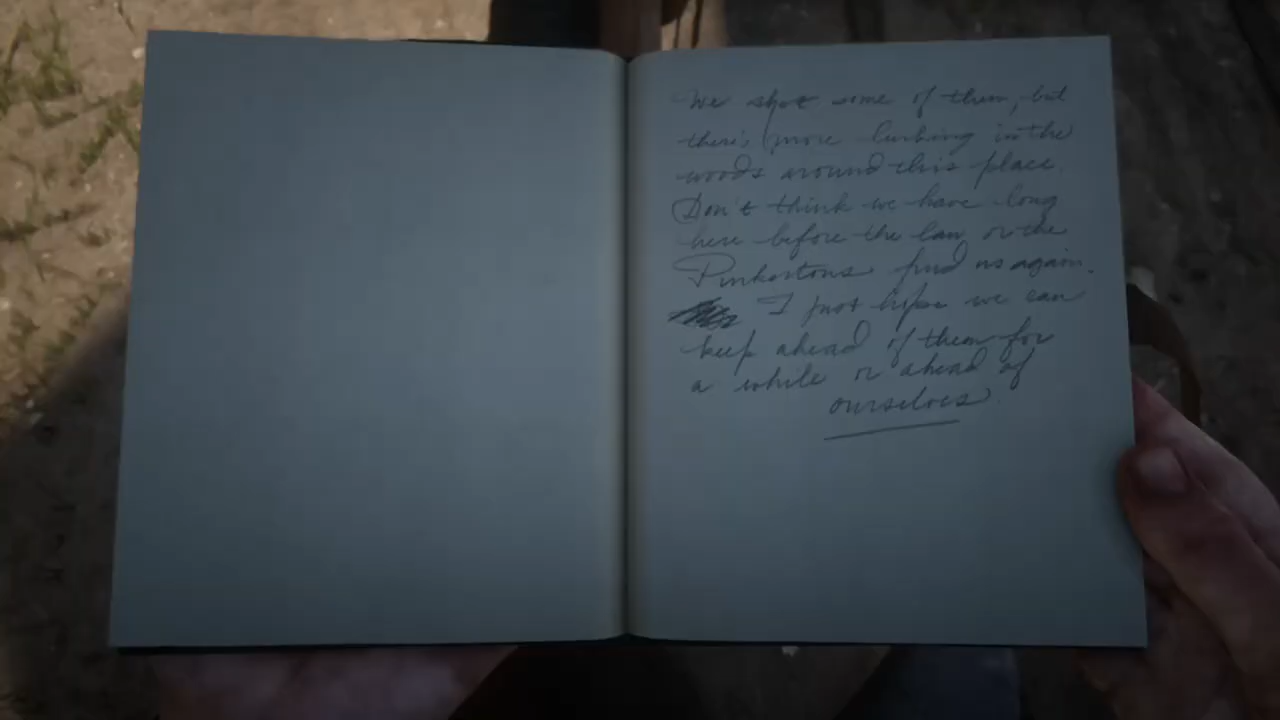 We shot some of them, but
there's more lurking in the
woods around this place.
Don't think we have long
here before the law or the
Pinkertons find us again.
I just hope we can
keep ahead of them for
a while or ahead of
ourselves.